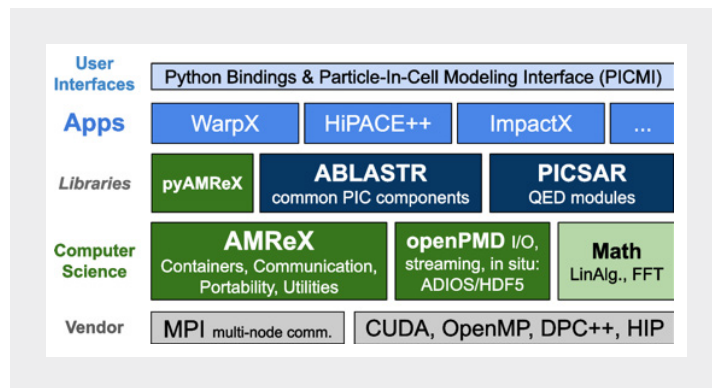 User
Interfaces
Python Bindings & Particle-In-Cell Modeling Interface (PICMI)
Apps
WarpX
HiPACE++
ImpactX
...
Libraries
pyAMReX
ABLASTR
common PIC components
PICSAR
QED modules
Computer
Science
AMReX
Containers, Communication,
Portability, Utilities
openPMD I/O,
streaming, in situ:
ADIOS/HDF5
Math
LinAlg., FFT
Vendor
MPI multi-node comm.
CUDA, OpenMP, DPC++, HIP